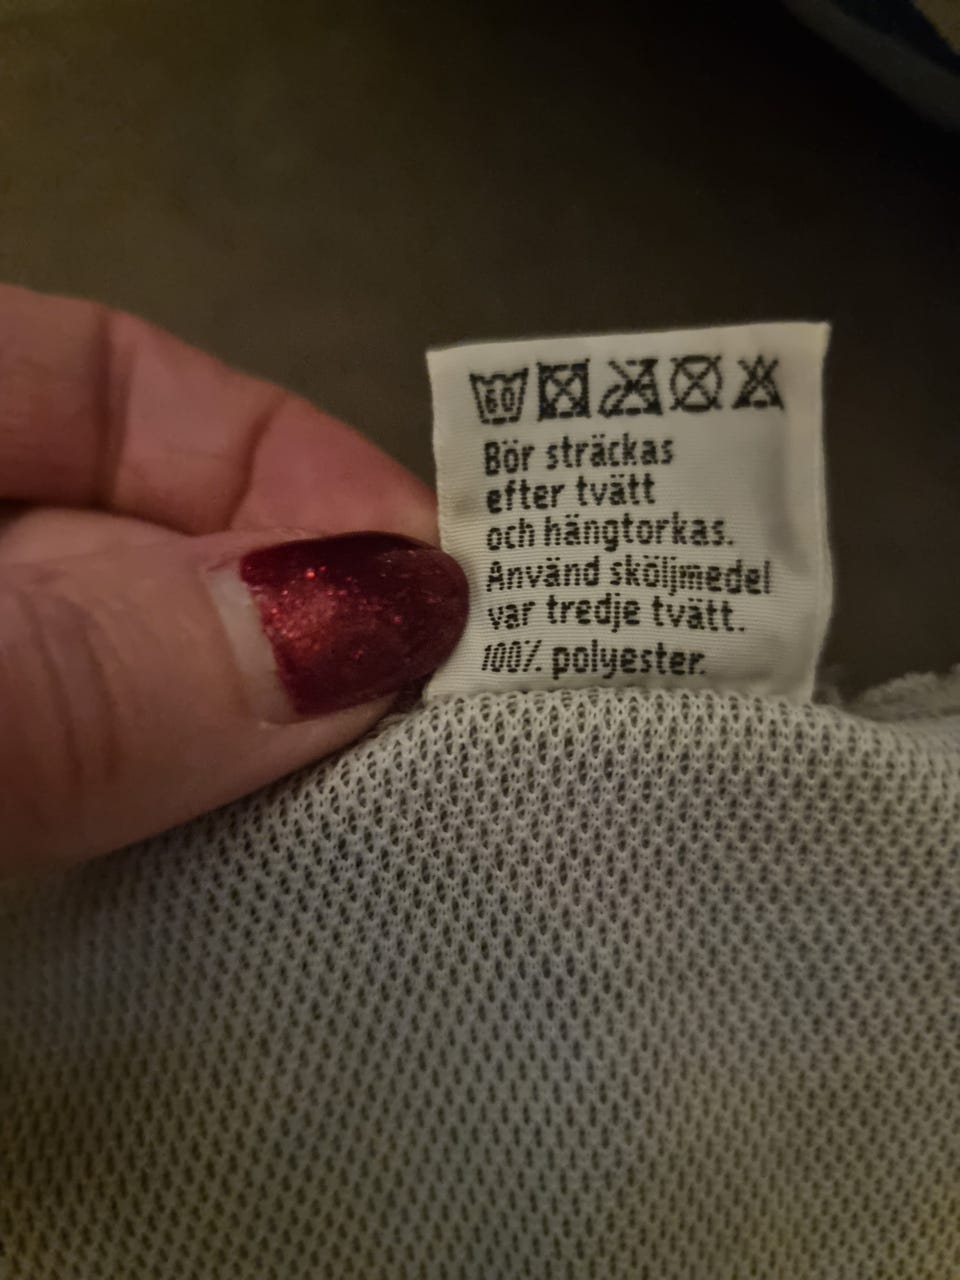 60
Bör sträckas
efter tvätt
och hängtorkas.
Använd sköljmedel
var tredje tvätt.
100% polyester.